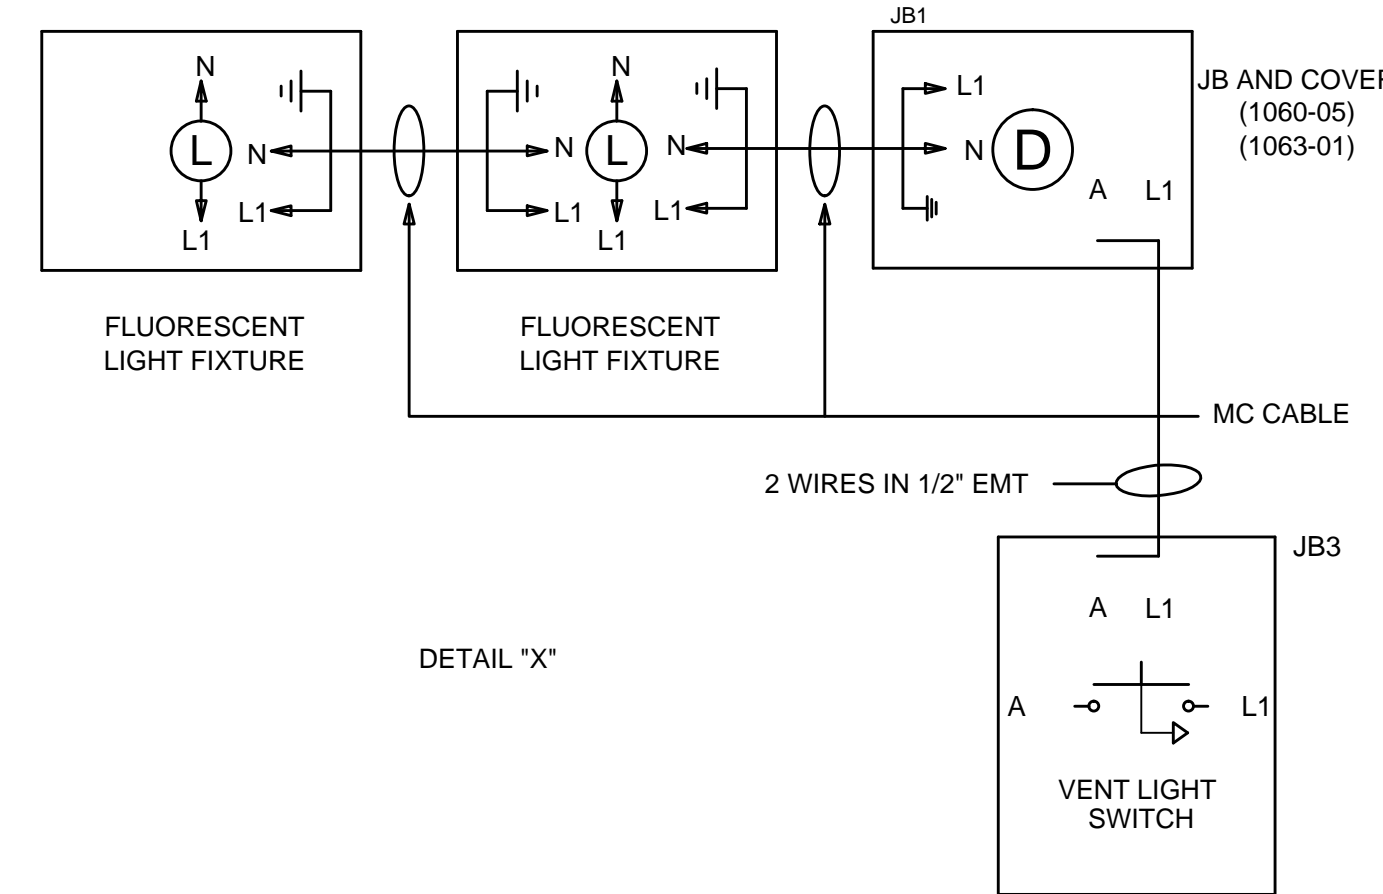 JB1
N
L
N
L1
L1
N
L1
N
L
N
L1
L1
L1
N
D
A L1
JB AND COVER
(1060-05)
(1063-01)
FLUORESCENT
LIGHT FIXTURE
FLUORESCENT
LIGHT FIXTURE
MC CABLE
2 WIRES IN 1/2" EMT
JB3
A L1
DETAIL "X"
A
L1
VENT LIGHT
SWITCH